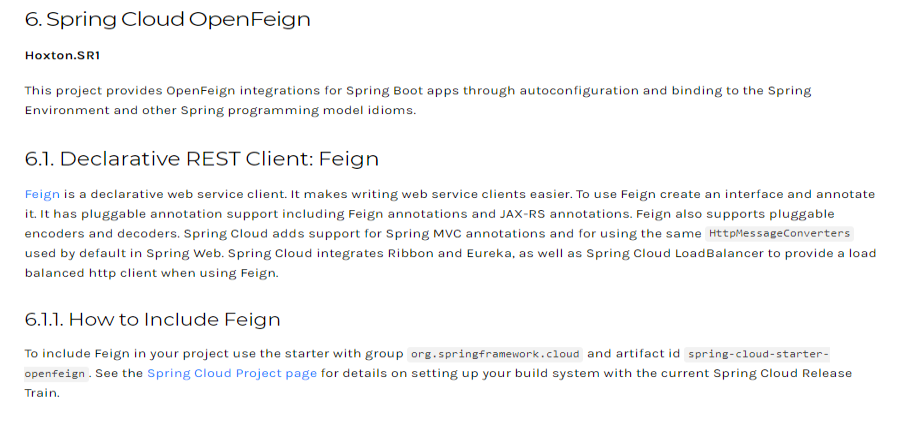 6. Spring Cloud OpenFeign
Hoxton.SR1
This project provides OpenFeign integrations for Spring Boot apps through autoconfiguration and binding to the Spring
Environment and other Spring programming model idioms.
6.1. Declarative REST Client: Feign
Feign is a declarative web service client. It makes writing web service clients easier. To use Feign create an interface and annotate
it. It has pluggable annotation support including Feign annotations and JAX-RS annotations. Feign also supports pluggable
encoders and decoders. Spring Cloud adds support for Spring MVC annotations and for using the same HttpMessageConverters
used by default in Spring Web. Spring Cloud integrates Ribbon and Eureka, as well as Spring Cloud LoadBalancer to provide a load
balanced http client when using Feign.
6.1.1. How to Include Feign
To include Feign in your project use the starter with group org.springframework.cloud and artifact id spring-cloud-starter-
openfeign. See the Spring Cloud Project page for details on setting up your build system with the current Spring Cloud Release
Train.